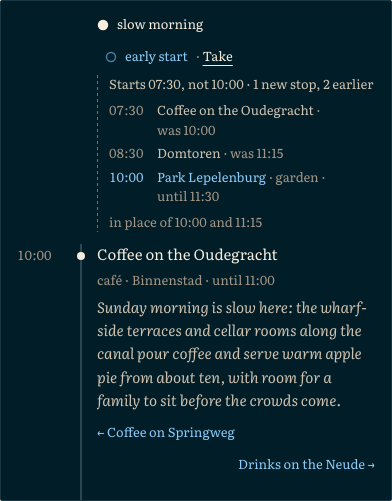 slow morning
early start · Take
Starts 07:30, not 10:00 · 1 new stop, 2 earlier
07:30 Coffee on the Oudegracht ·
was 10:00
08:30 Domtoren · was 11:15
10:00 Park Lepelenburg · garden ·
until 11:30
in place of 10:00 and 11:15
10:00 Coffee on the Oudegracht
café · Binnenstad · until 11:00
Sunday morning is slow here: the wharf-
side terraces and cellar rooms along the
canal pour coffee and serve warm apple
pie from about ten, with room for a
family to sit before the crowds come.
← Coffee on Springweg
Drinks on the Neude →